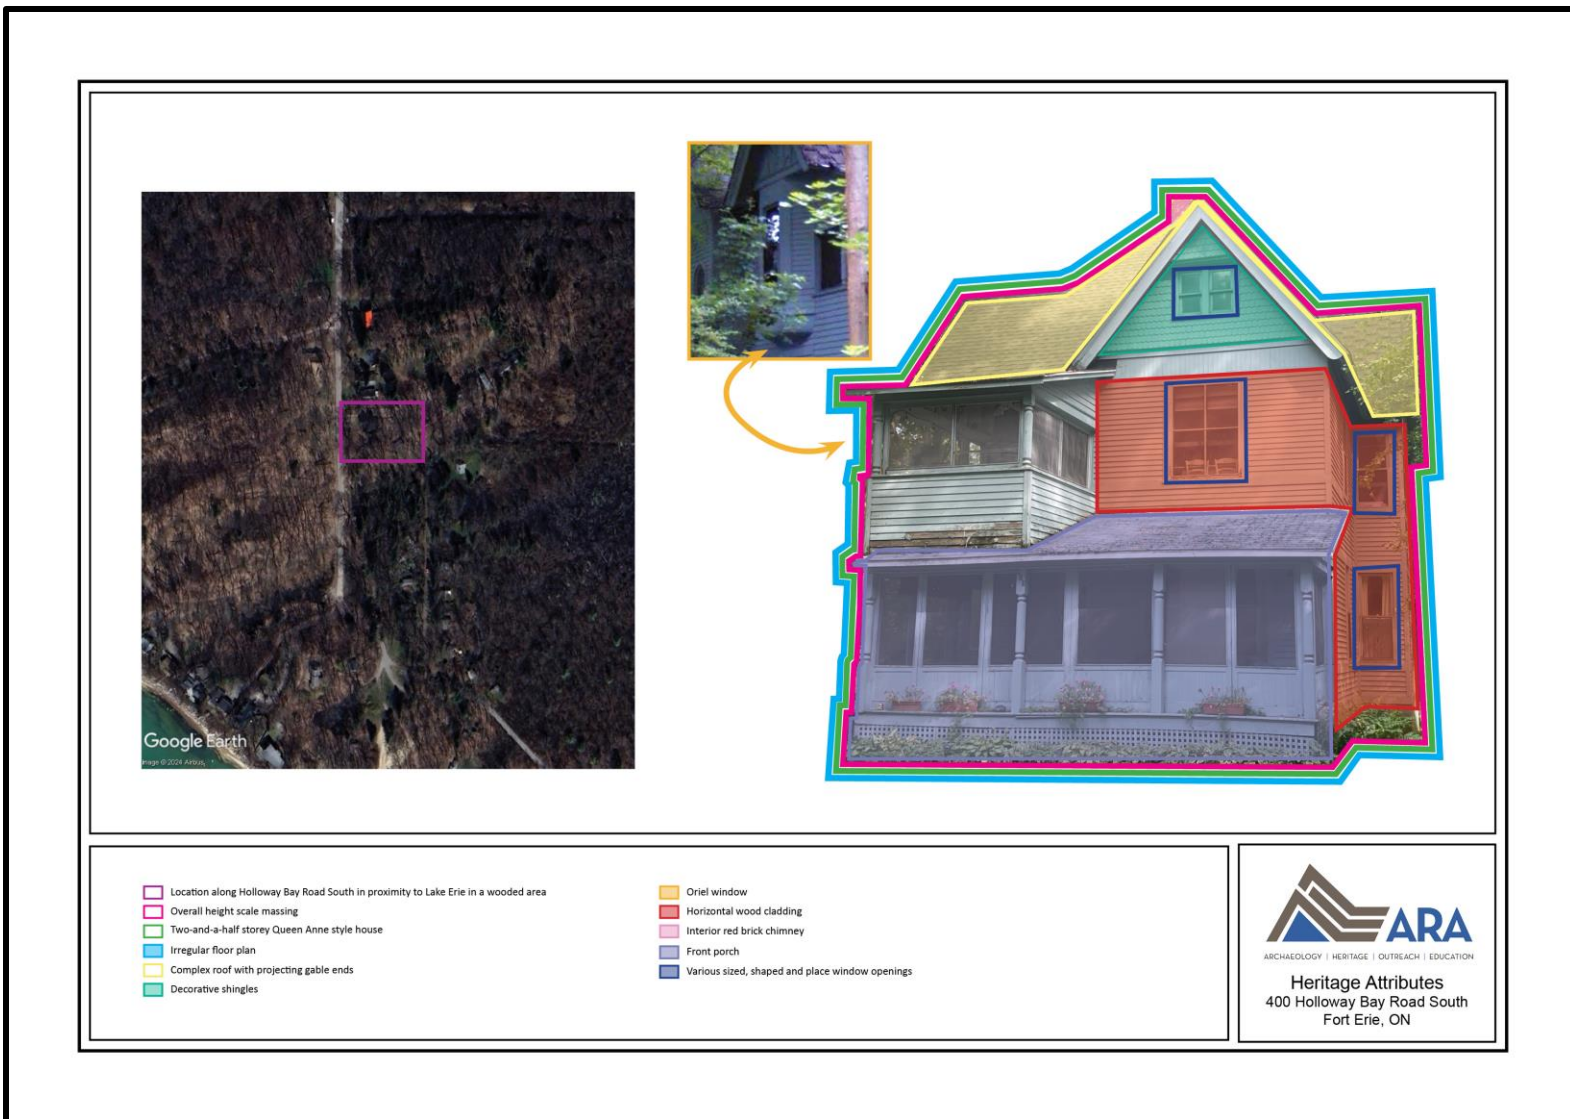 Google Earth
Image © 2024 Airbus
Location along Holloway Bay Road South in proximity to Lake Erie in a wooded area
Overall height scale massing
Two-and-a-half storey Queen Anne style house
Irregular floor plan
Complex roof with projecting gable ends
Decorative shingles
Oriel window
Horizontal wood cladding
Interior red brick chimney
Front porch
Various sized, shaped and place window openings
ARA
ARCHAEOLOGY | HERITAGE | OUTREACH | EDUCATION
Heritage Attributes
400 Holloway Bay Road South
Fort Erie, ON